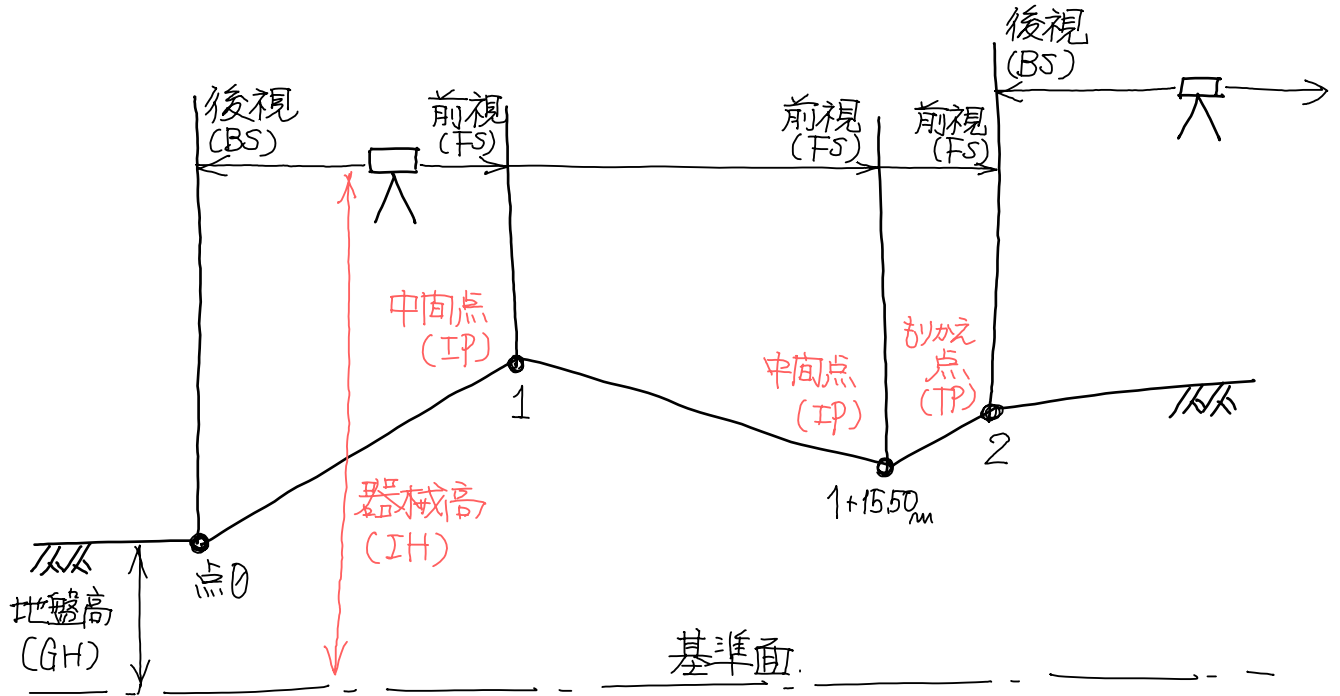 後視
(BS)
後視
(BS)
前視
(FS)
前視
(FS)
前視
(FS)
中間点
(IP)
もりかえ
点
(TP)
中間点
(IP)
1
2
器械高
(IH)
1+15.50m
点0
地盤高
(GH)
基準面